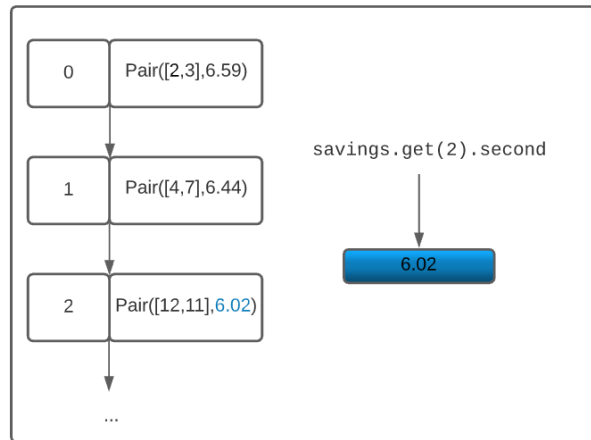 0
Pair([2,3],6.59)
1
Pair([4,7],6.44)
2
Pair([12,11],6.02)
...
savings.get(2).second
6.02